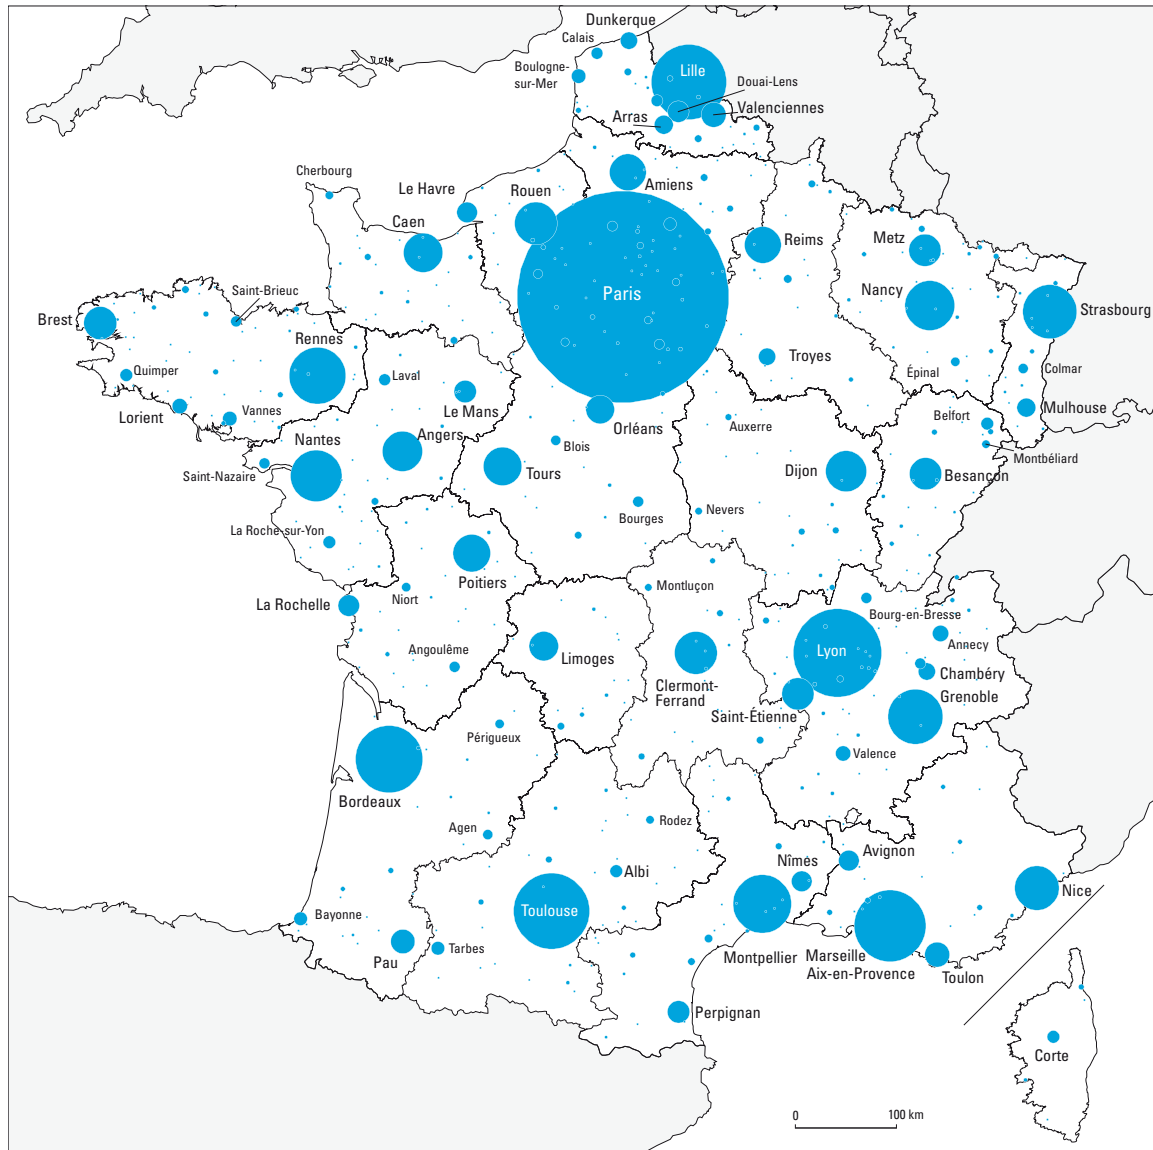 Dunkerque
Calais
Boulogne-
sur-Mer
Lille
Douai-Lens
Valenciennes
Arras
Cherbourg
Le Havre
Rouen
Amiens
Caen
Reims
Metz
Paris
Nancy
Strasbourg
Saint-Brieuc
Brest
Rennes
Quimper
Laval
Troyes
Épinal
Colmar
Lorient
Vannes
Le Mans
Mulhouse
Nantes
Angers
Orléans
Auxerre
Belfort
Blois
Montbéliard
Saint-Nazaire
Tours
Dijon
Besançon
La Roche-sur-Yon
Bourges
Nevers
Poitiers
Niort
Montluçon
La Rochelle
Bourg-en-Bresse
Annecy
Angoulême
Limoges
Lyon
Chambéry
Clermont-
Ferrand
Grenoble
Saint-Étienne
Périgueux
Valence
Bordeaux
Agen
Rodez
Nîmes
Avignon
Albi
Nice
Toulouse
Bayonne
Pau
Tarbes
Montpellier
Marseille
Aix-en-Provence
Toulon
Perpignan
Corte
0
100 km